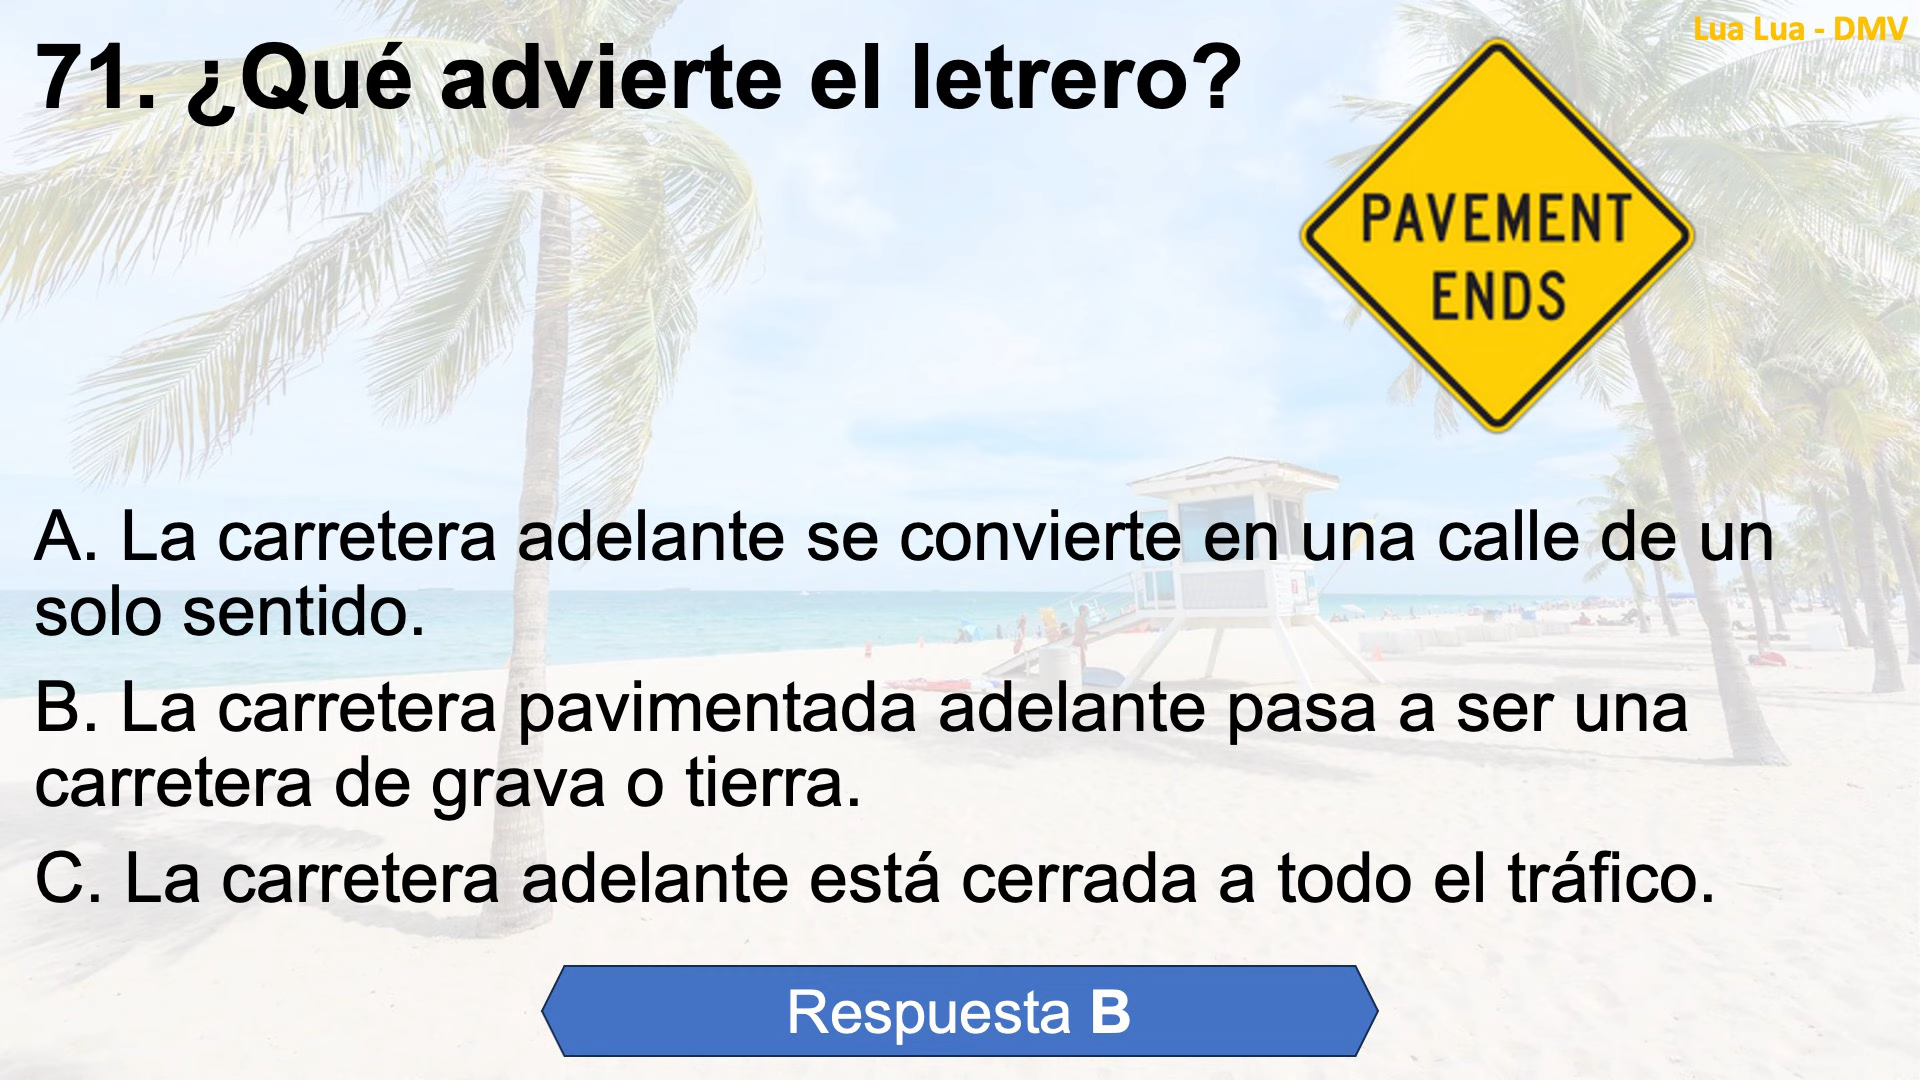 Lua Lua - DMV
71. ¿Qué advierte el letrero?
PAVEMENT
ENDS
A. La carretera adelante se convierte en una calle de un
solo sentido.
B. La carretera pavimentada adelante pasa a ser una
carretera de grava o tierra.
C. La carretera adelante está cerrada a todo el tráfico.
Respuesta B